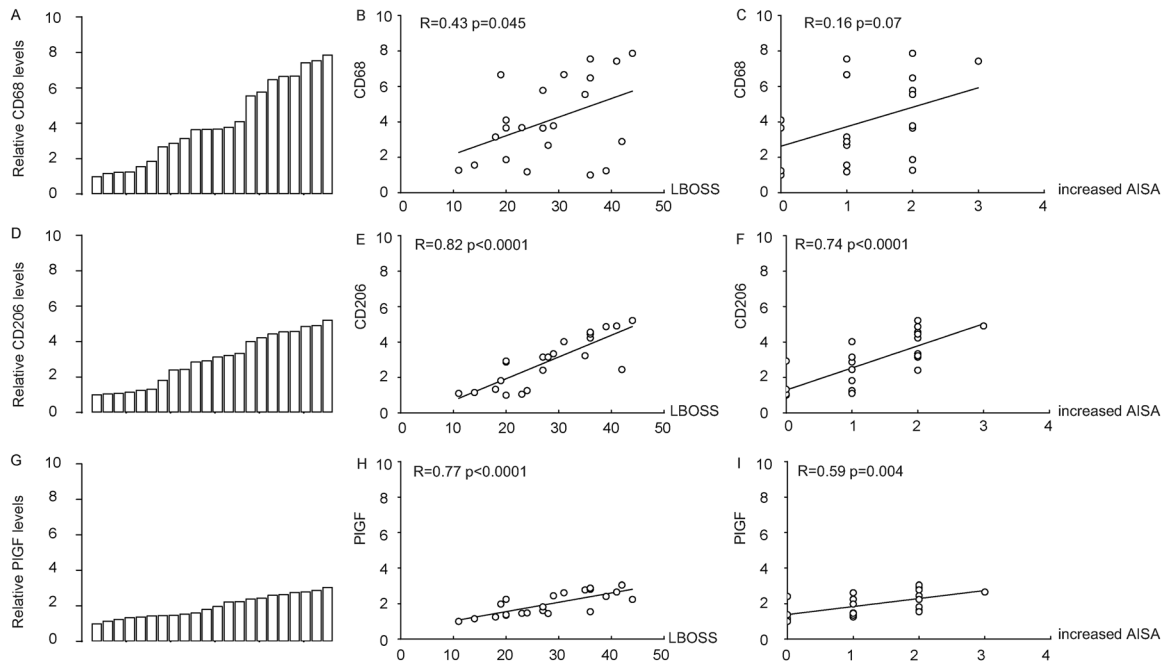 A
Relative CD68 levels
10
8
6
4
2
0
B
R=0.43 p=0.045
CD68
10
8
6
4
2
0
0 10 20 30 40 50
LBOSS
C
R=0.16 p=0.07
CD68
10
8
6
4
2
0
0 1 2 3 4
increased AISA
D
Relative CD206 levels
10
8
6
4
2
0
E
R=0.82 p<0.0001
CD206
10
8
6
4
2
0
0 10 20 30 40 50
LBOSS
F
R=0.74 p<0.0001
CD206
10
8
6
4
2
0
0 1 2 3 4
increased AISA
G
Relative PlGF levels
10
8
6
4
2
0
H
R=0.77 p<0.0001
PlGF
10
8
6
4
2
0
0 10 20 30 40 50
LBOSS
I
R=0.59 p=0.004
PlGF
10
8
6
4
2
0
0 1 2 3 4
increased AISA